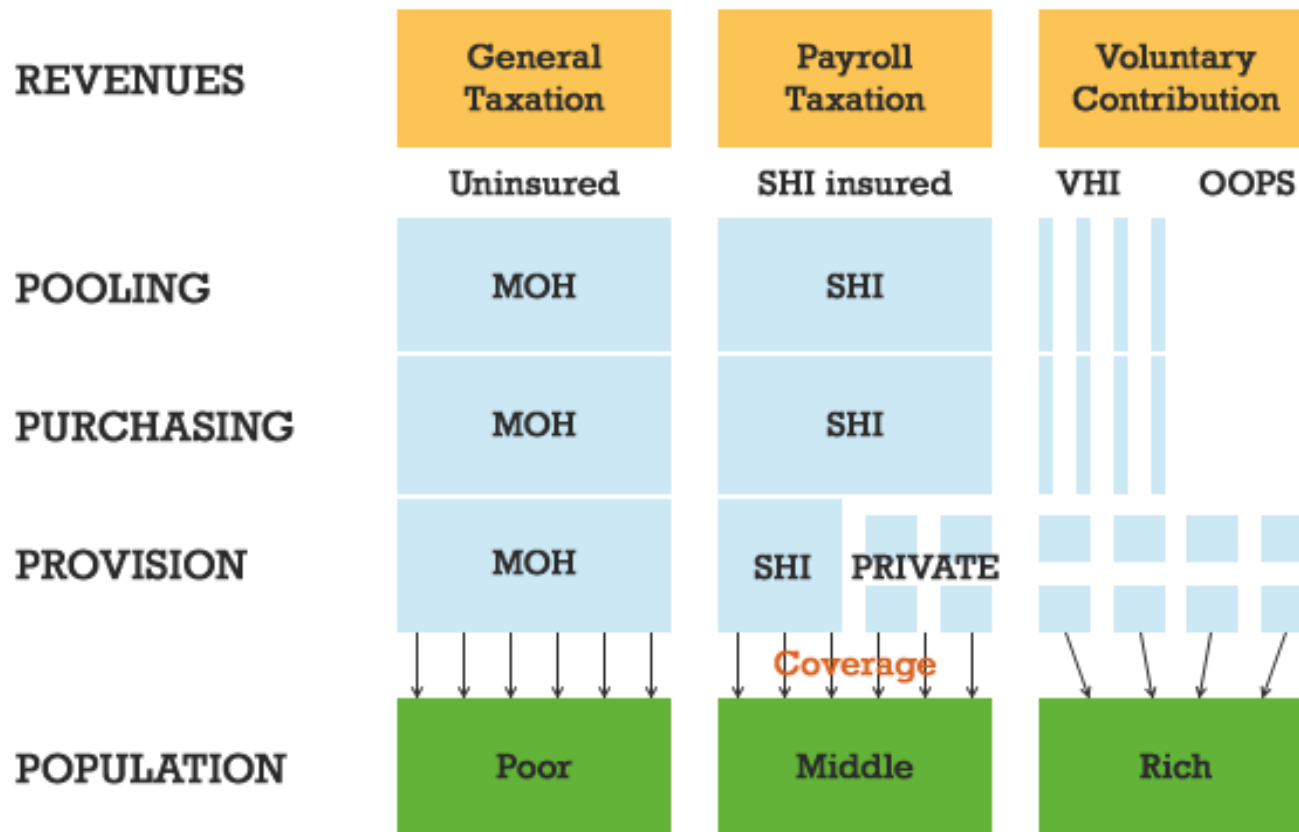 REVENUES
General
Taxation
Payroll
Taxation
Voluntary
Contribution
Uninsured
SHI insured
VHI
OOPS
POOLING
MOH
SHI
PURCHASING
MOH
SHI
PROVISION
MOH
SHI
PRIVATE
Coverage
POPULATION
Poor
Middle
Rich